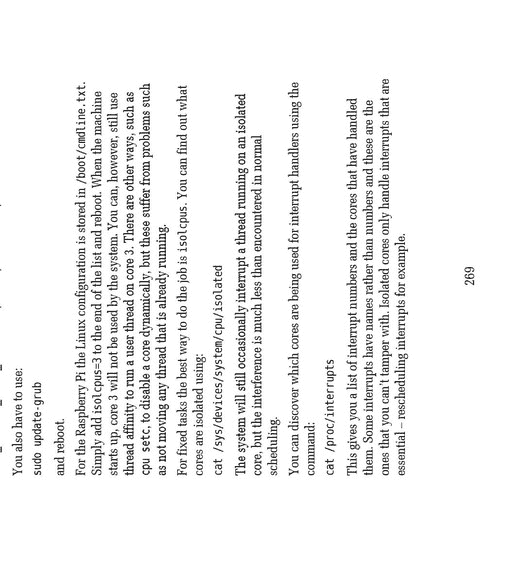 You also have to use:
sudo update-grub
and reboot.
For the Raspberry Pi the Linux configuration is stored in /boot/cmdline.txt.
Simply add isolcpus=3 to the end of the list and reboot. When the machine
starts up, core 3 will not be used by the system. You can, however, still use
thread affinity to run a user thread on core 3. There are other ways, such as
cpu setc, to disable a core dynamically, but these suffer from problems such
as not moving any thread that is already running.
For fixed tasks the best way to do the job is isolcpus. You can find out what
cores are isolated using:
cat /sys/devices/system/cpu/isolated
The system will still occasionally interrupt a thread running on an isolated
core, but the interference is much less than encountered in normal
scheduling.
You can discover which cores are being used for interrupt handlers using the
command:
cat /proc/interrupts
This gives you a list of interrupt numbers and the cores that have handled
them. Some interrupts have names rather than numbers and these are the
ones that you can't tamper with. Isolated cores only handle interrupts that are
essential – rescheduling interrupts for example.
269